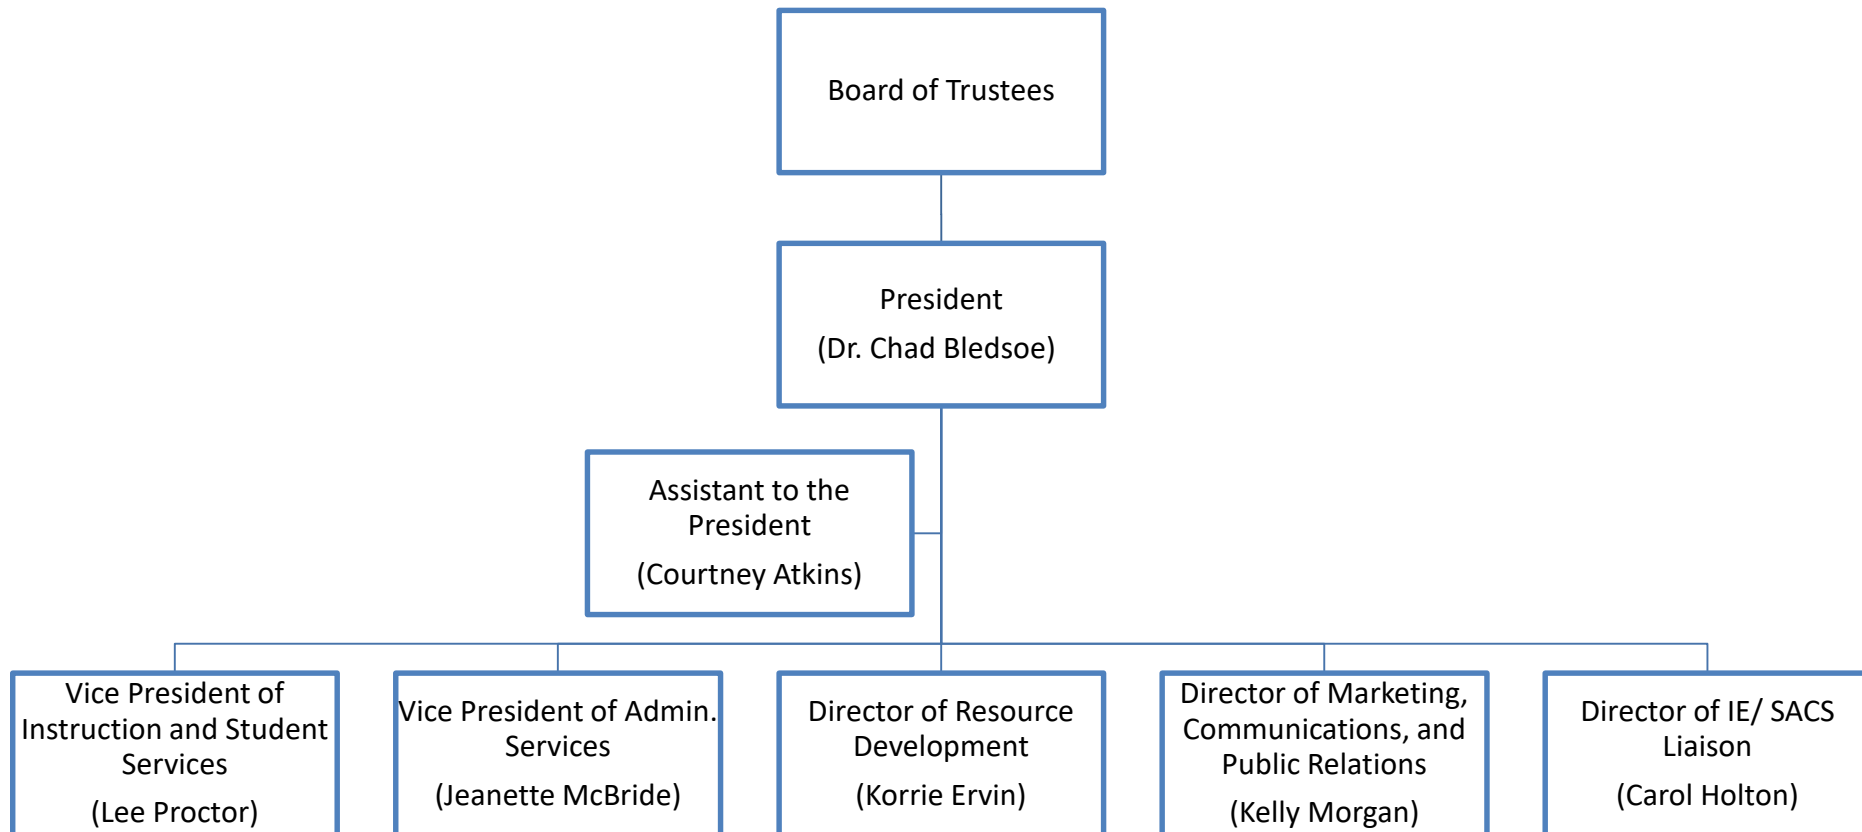 Board of Trustees
President
(Dr. Chad Bledsoe)
Assistant to the
President
(Courtney Atkins)
Vice President of
Instruction and Student
Services
(Lee Proctor)
Vice President of Admin.
Services
(Jeanette McBride)
Director of Resource
Development
(Korrie Ervin)
Director of Marketing,
Communications, and
Public Relations
(Kelly Morgan)
Director of IE/ SACS
Liaison
(Carol Holton)